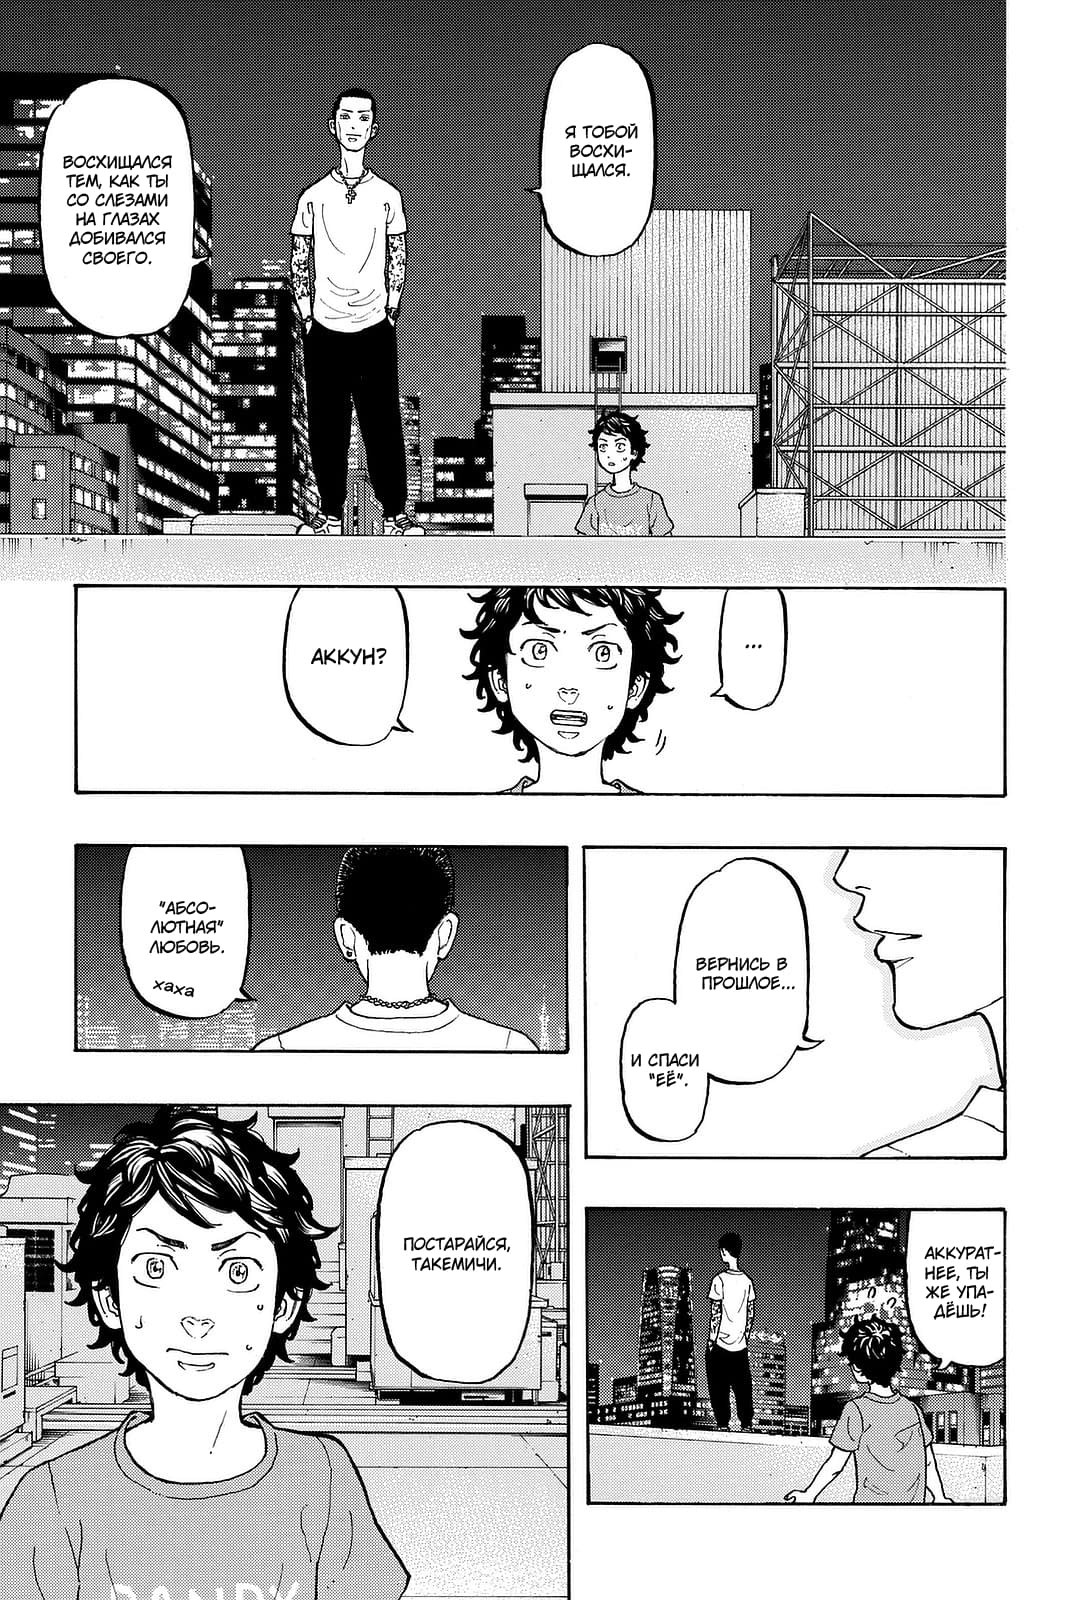 Я ТОБОЙ
ВОСХИ-
ЩАЛСЯ.
ВОСХИЩАЛСЯ
ТЕМ, КАК ТЫ
СО СЛЕЗАМИ
НА ГЛАЗАХ
ДОБИВАЛСЯ
СВОЕГО.
...
АККУН?
ВЕРНИСЬ В
ПРОШЛОЕ...
И СПАСИ
"ЕЁ".
"АБСО-
ЛЮТНАЯ"
ЛЮБОВЬ.
хаха
АККУРАТ-
НЕЕ, ТЫ
ЖЕ УПА-
ДЁШЬ!
ПОСТАРАЙСЯ,
ТАКЕМИЧИ.